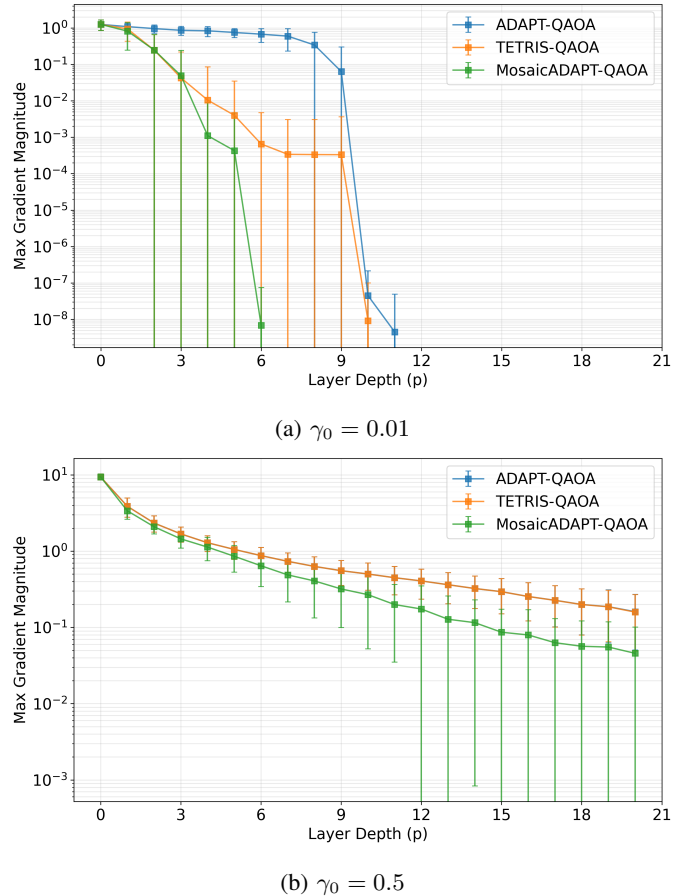 10^0
10^-1
10^-2
10^-3
10^-4
10^-5
10^-6
10^-7
10^-8
Max Gradient Magnitude
ADAPT-QAOA
TETRIS-QAOA
MosaicADAPT-QAOA
0 3 6 9 12 15 18 21
Layer Depth (p)
(a) γ₀ = 0.01
10^1
10^0
10^-1
10^-2
10^-3
Max Gradient Magnitude
ADAPT-QAOA
TETRIS-QAOA
MosaicADAPT-QAOA
0 3 6 9 12 15 18 21
Layer Depth (p)
(b) γ₀ = 0.5